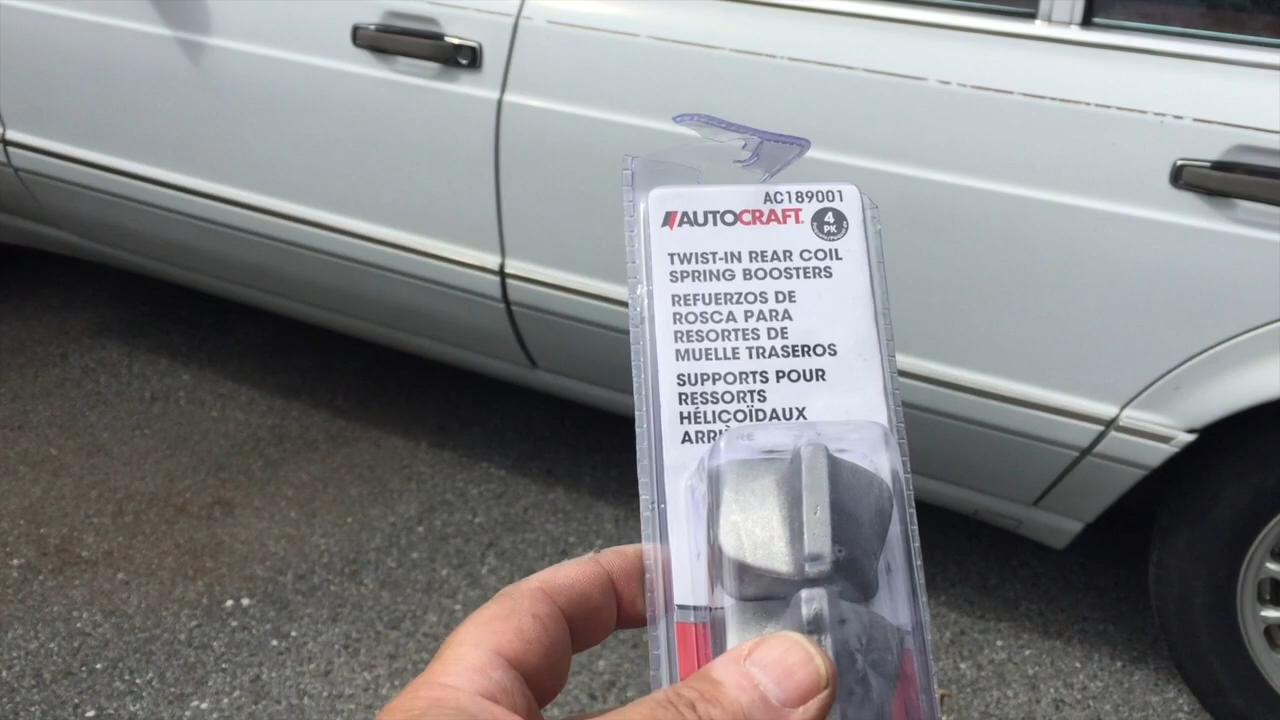 AC189001
AUTOCRAFT
4
PK
TWIST-IN REAR COIL
SPRING BOOSTERS
REFUERZOS DE
ROSCA PARA
RESORTES DE
MUELLE TRASEROS
SUPPORTS POUR
RESSORTS
HÉLICOÏDAUX
ARRIÈRE